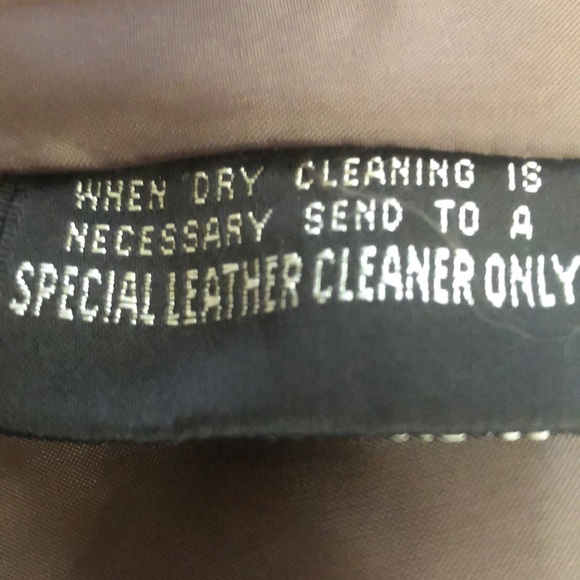 WHEN DRY CLEANING IS
NECESSARY SEND TO A
SPECIAL LEATHER CLEANER ONLY